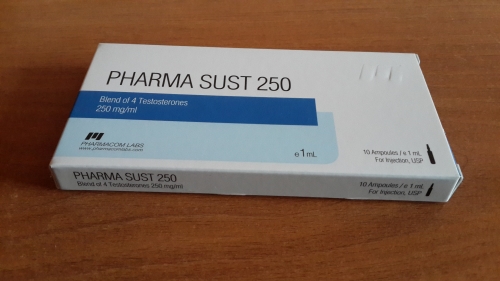 PHARMA SUST 250
Blend of 4 Testosterones
250 mg/ml
PHARMACOM LABS
www.pharmacomlabs.com
e 1 mL
10 Ampoules / e 1 mL
For Injection, USP
PHARMA SUST 250
Blend of 4 Testosterones 250 mg/ml
10 Ampoules / e 1 mL
For Injection, USP